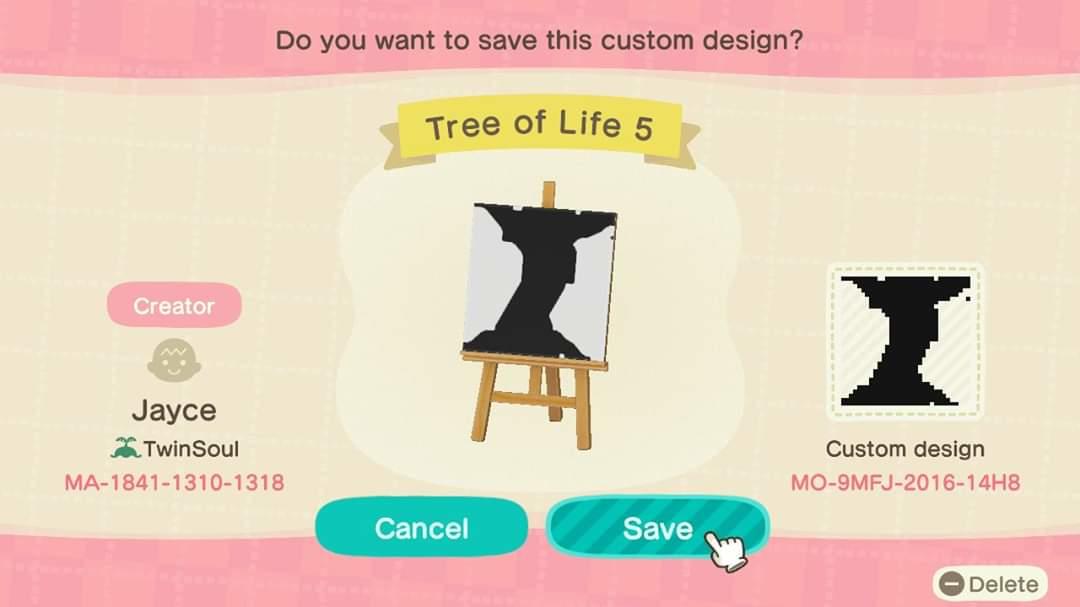 Do you want to save this custom design?
Tree of Life 5
Creator
Jayce
TwinSoul
MA-1841-1310-1318
Custom design
MO-9MFJ-2016-14H8
Cancel
Save
Delete